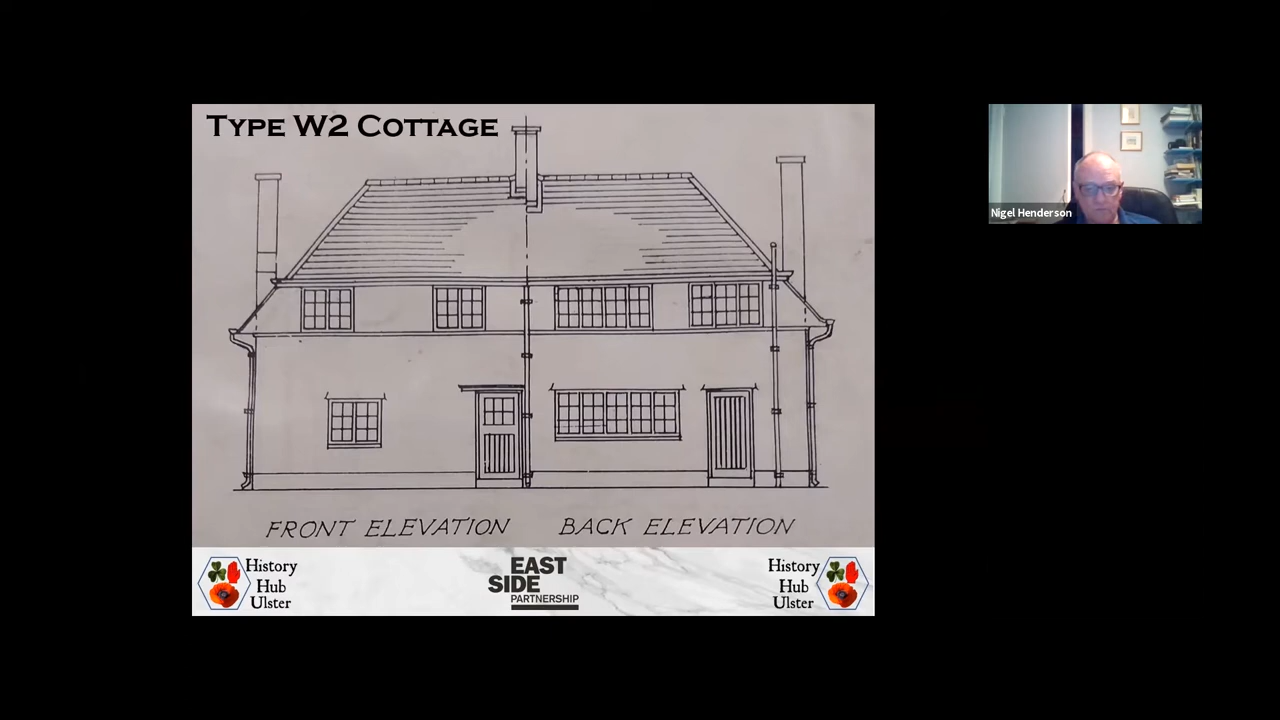 TYPE W2 COTTAGE
Nigel Henderson
FRONT ELEVATION
BACK ELEVATION
History
Hub
Ulster
EAST
SIDE
PARTNERSHIP
History
Hub
Ulster